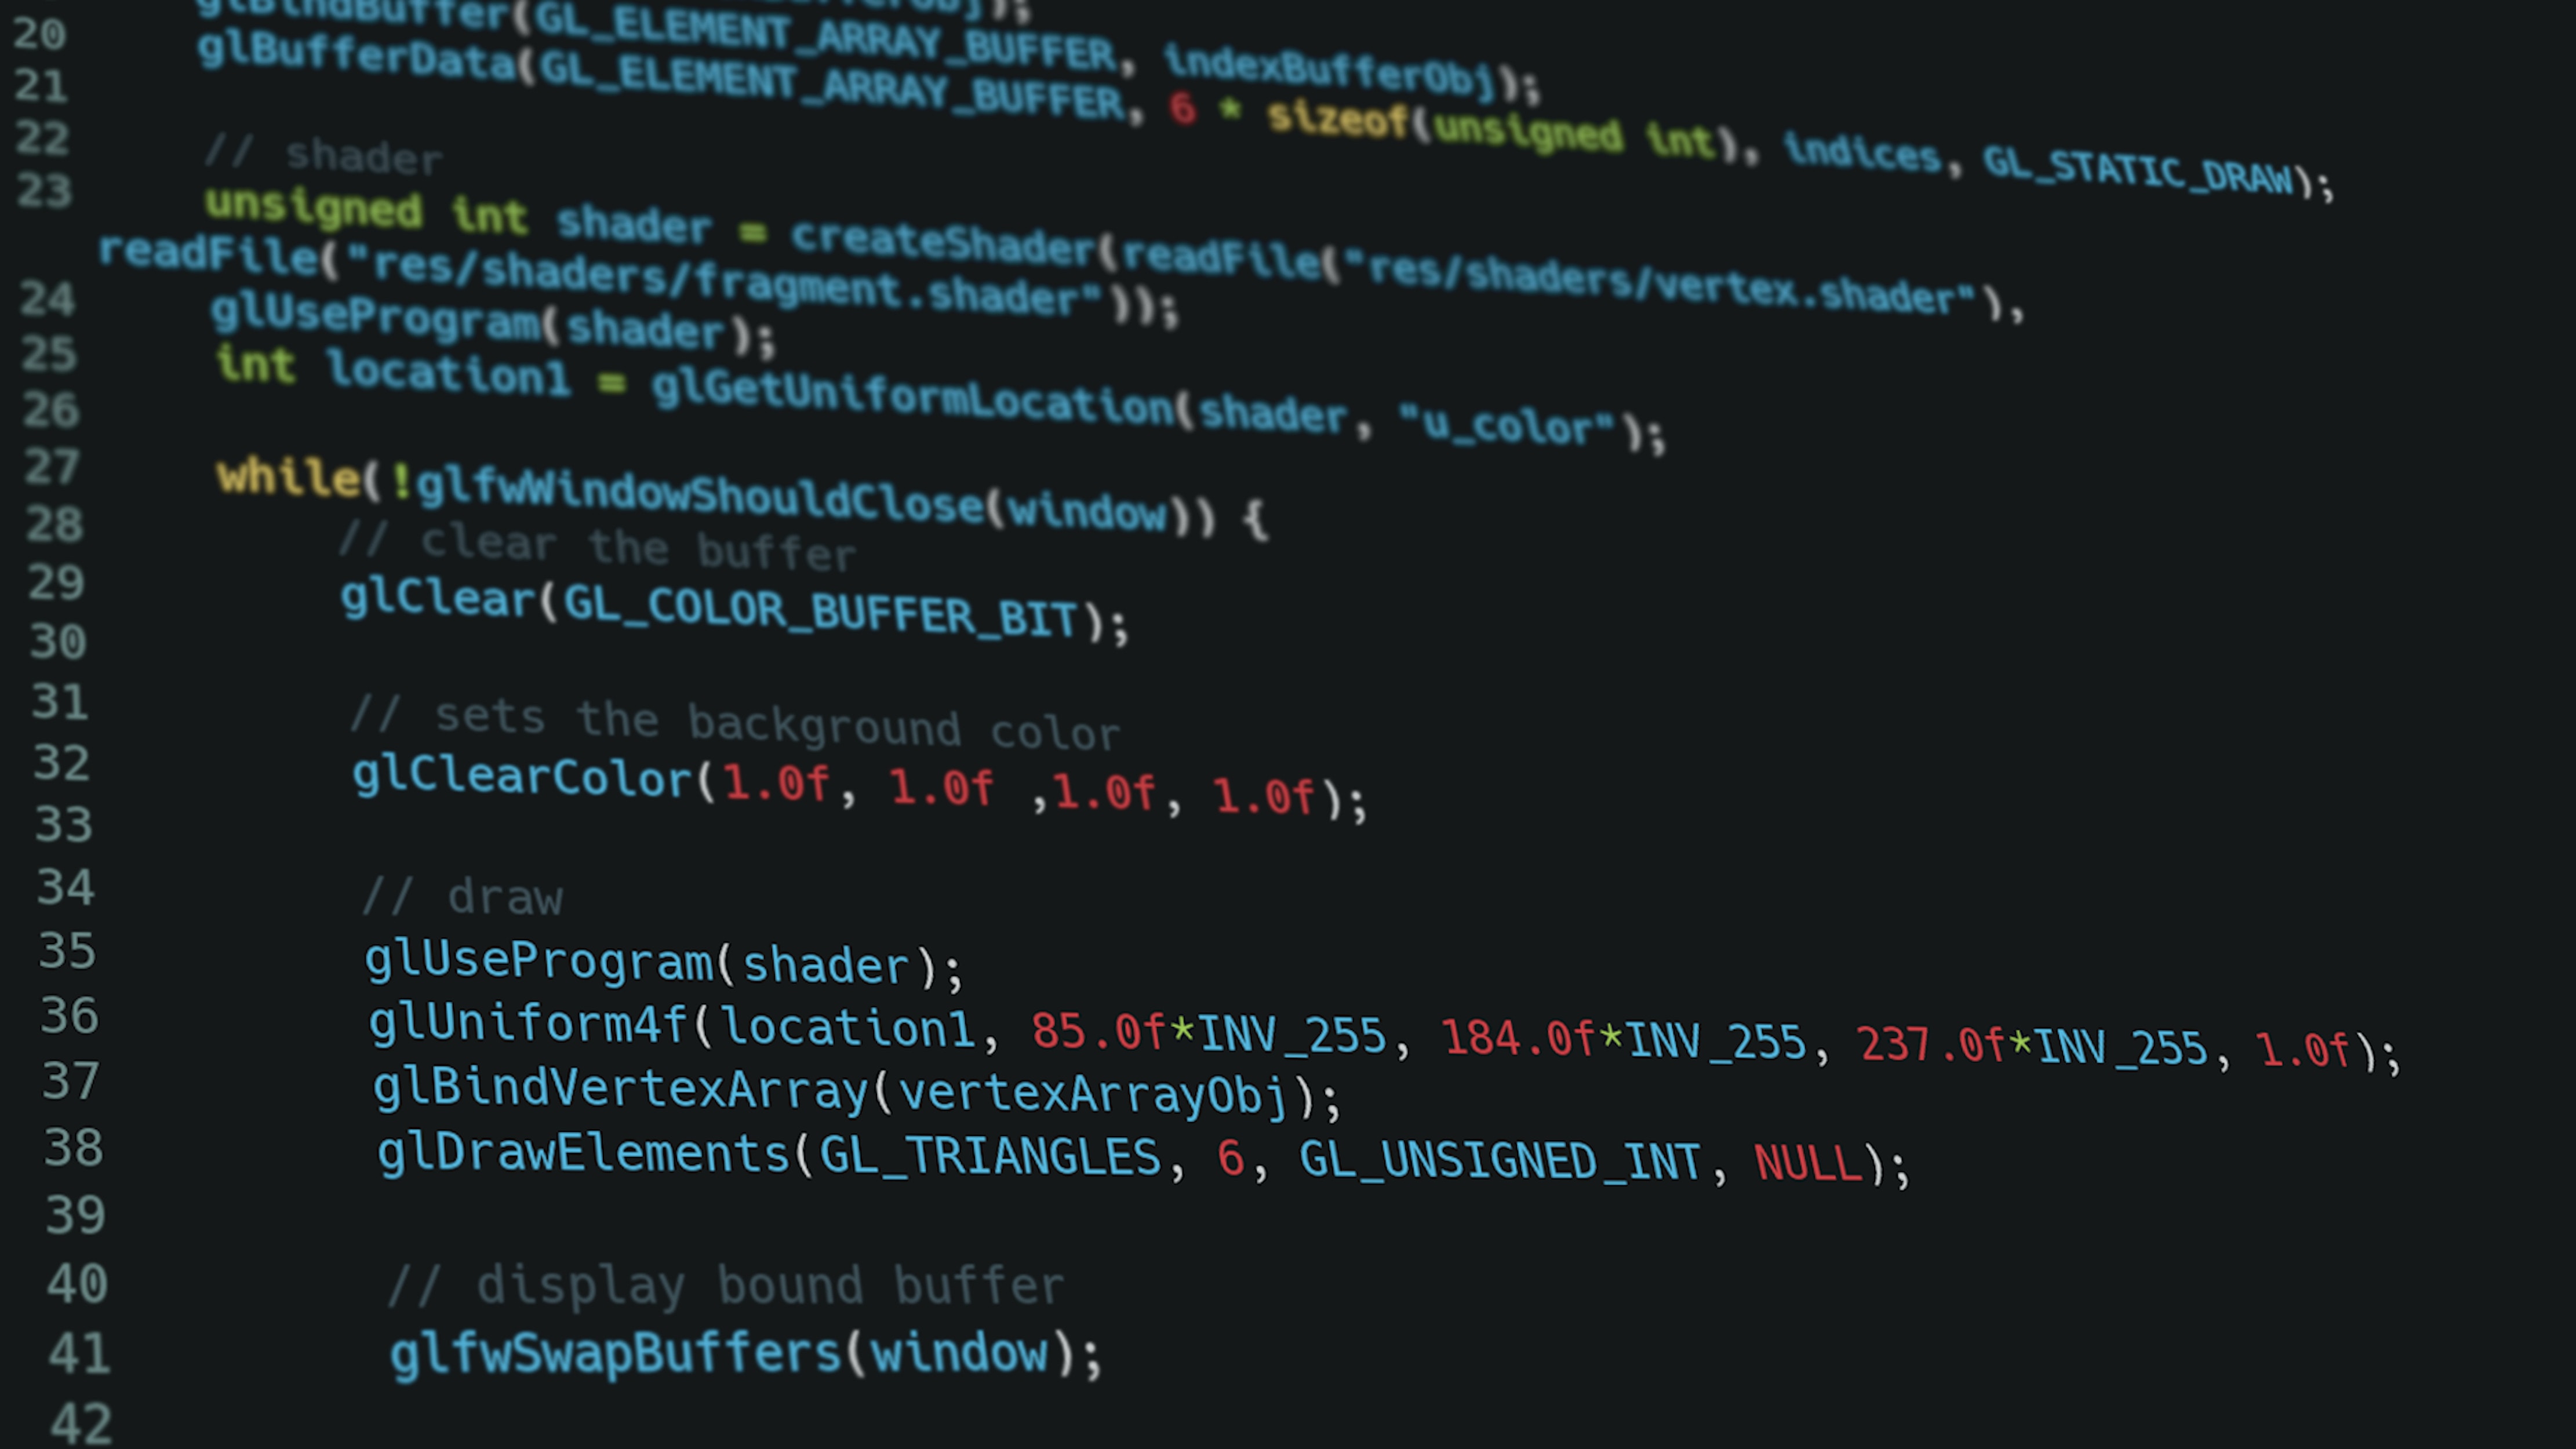 20 glBindBuffer(GL_ELEMENT_ARRAY_BUFFER, indexBufferObj);
21 glBufferData(GL_ELEMENT_ARRAY_BUFFER, 6 * sizeof(unsigned int), indices, GL_STATIC_DRAW);
22 // shader
23 unsigned int shader = createShader(readFile("res/shaders/vertex.shader"),
readFile("res/shaders/fragment.shader"));
24 glUseProgram(shader);
25 int location1 = glGetUniformLocation(shader, "u_color");
26
27 while(!glfwWindowShouldClose(window)) {
28 // clear the buffer
29 glClear(GL_COLOR_BUFFER_BIT);
30
31 // sets the background color
32 glClearColor(1.0f, 1.0f ,1.0f, 1.0f);
33
34 // draw
35 glUseProgram(shader);
36 glUniform4f(location1, 85.0f*INV_255, 184.0f*INV_255, 237.0f*INV_255, 1.0f);
37 glBindVertexArray(vertexArrayObj);
38 glDrawElements(GL_TRIANGLES, 6, GL_UNSIGNED_INT, NULL);
39
40 // display bound buffer
41 glfwSwapBuffers(window);
42